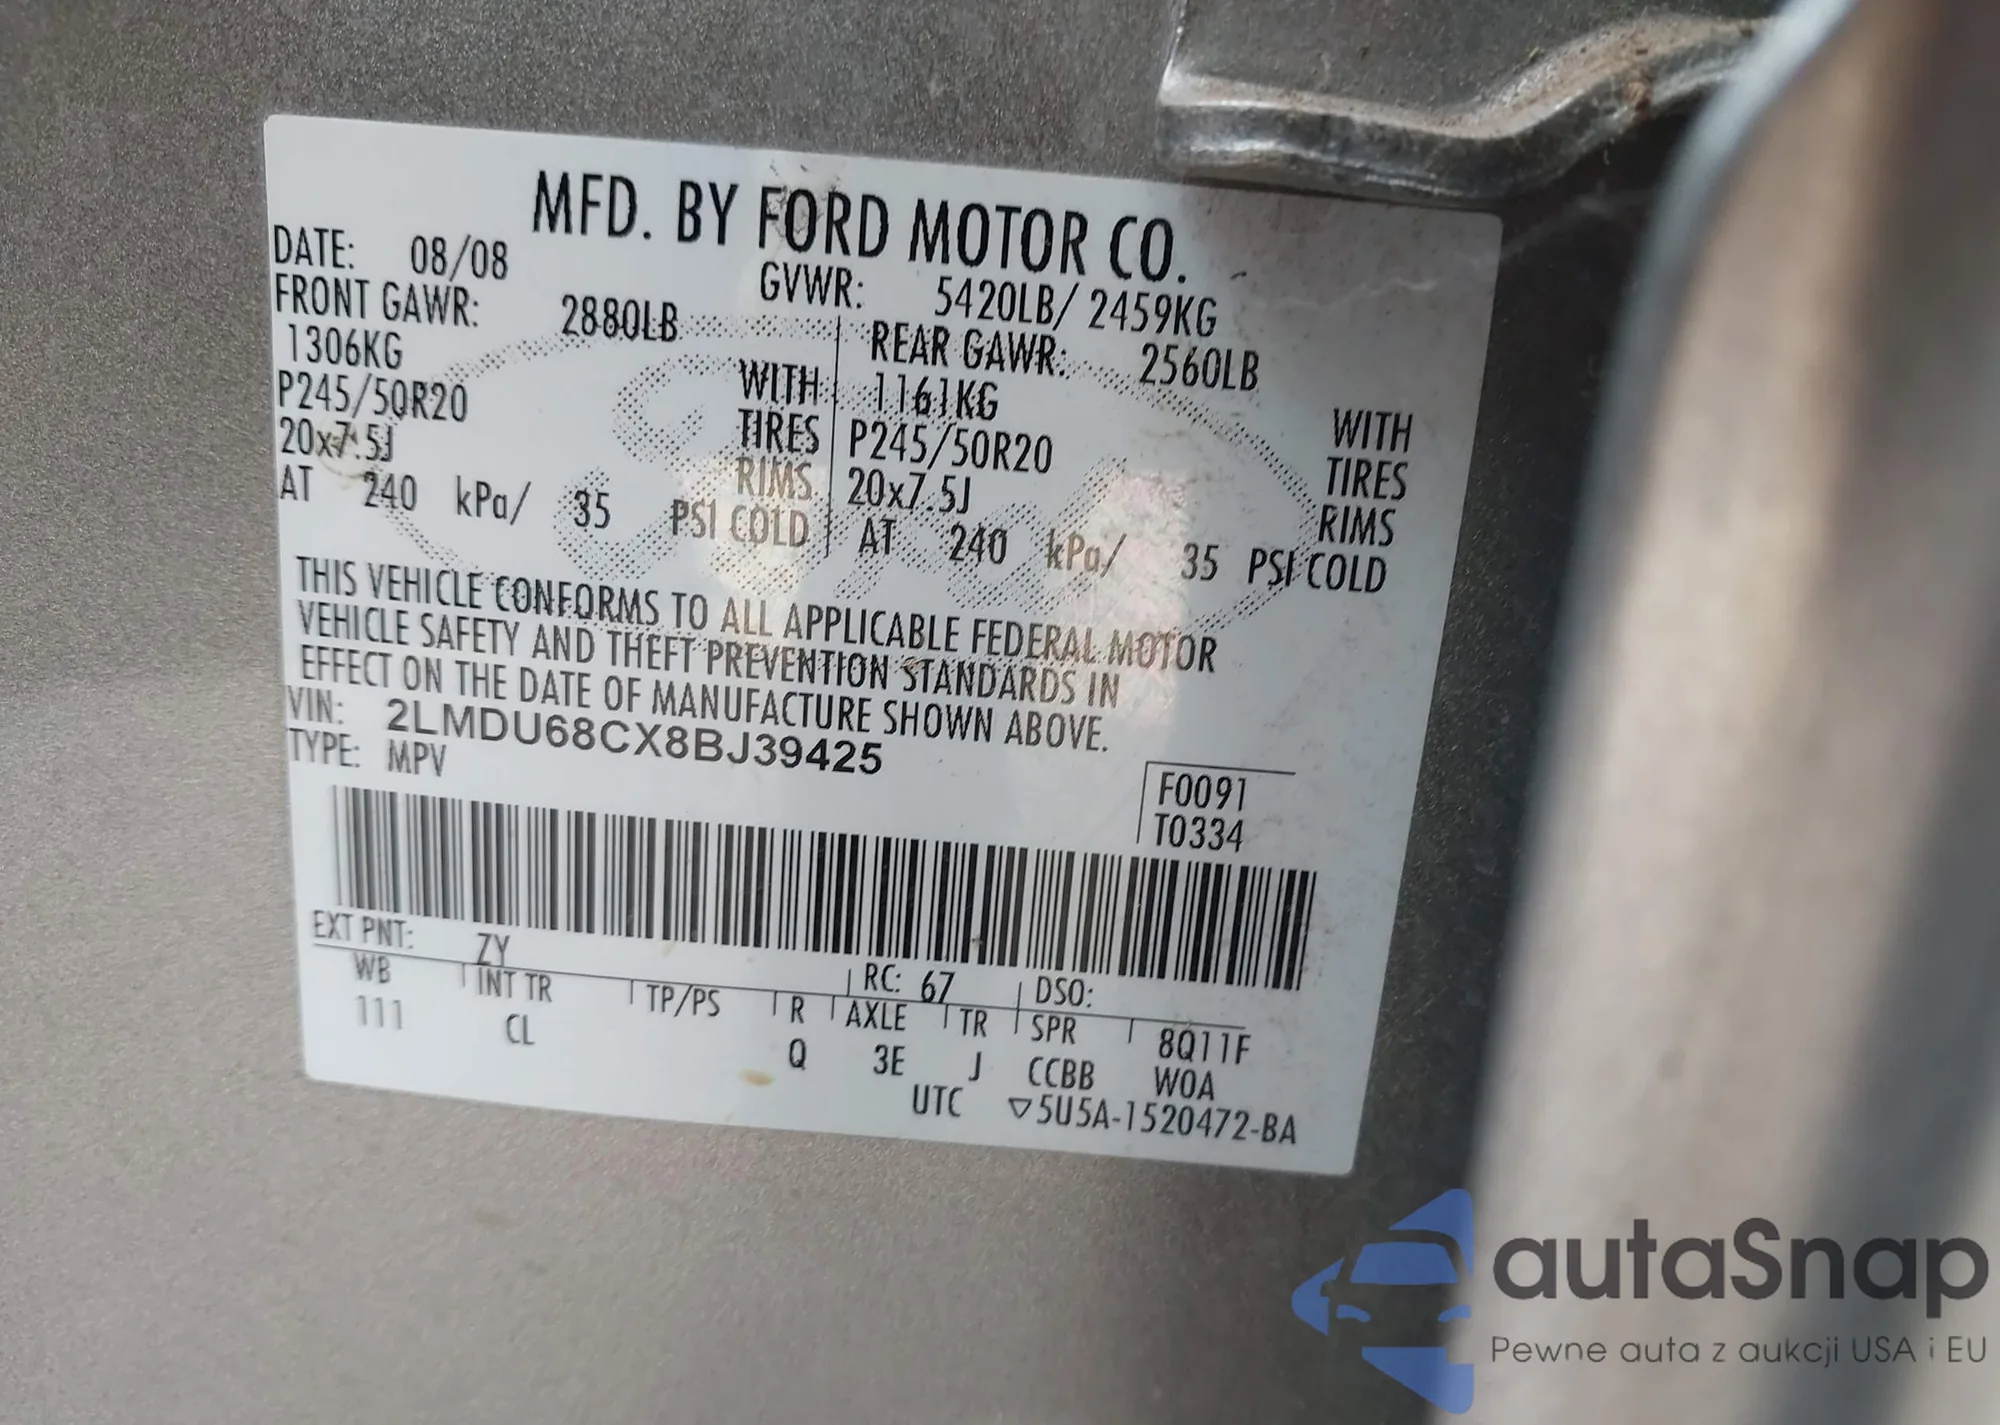 MFD. BY FORD MOTOR CO.
DATE: 08/08 GVWR: 5420LB/ 2459KG
FRONT GAWR: 2880LB REAR GAWR: 2560LB
1306KG WITH 1161KG WITH
P245/50R20 TIRES P245/50R20 TIRES
20x7.5J RIMS 20x7.5J RIMS
AT 240 kPa/ 35 PSI COLD AT 240 kPa/ 35 PSI COLD
THIS VEHICLE CONFORMS TO ALL APPLICABLE FEDERAL MOTOR
VEHICLE SAFETY AND THEFT PREVENTION STANDARDS IN
EFFECT ON THE DATE OF MANUFACTURE SHOWN ABOVE.
VIN: 2LMDU68CX8BJ39425
TYPE: MPV
F0091
T0334
EXT PNT: ZY RC: 67 DSO:
WB INT TR TP/PS R AXLE TR SPR 8Q11F
111 CL Q 3E J CCBB WOA
UTC ▽5U5A-1520472-BA
autaSnap
Pewne auta z aukcji USA i EU